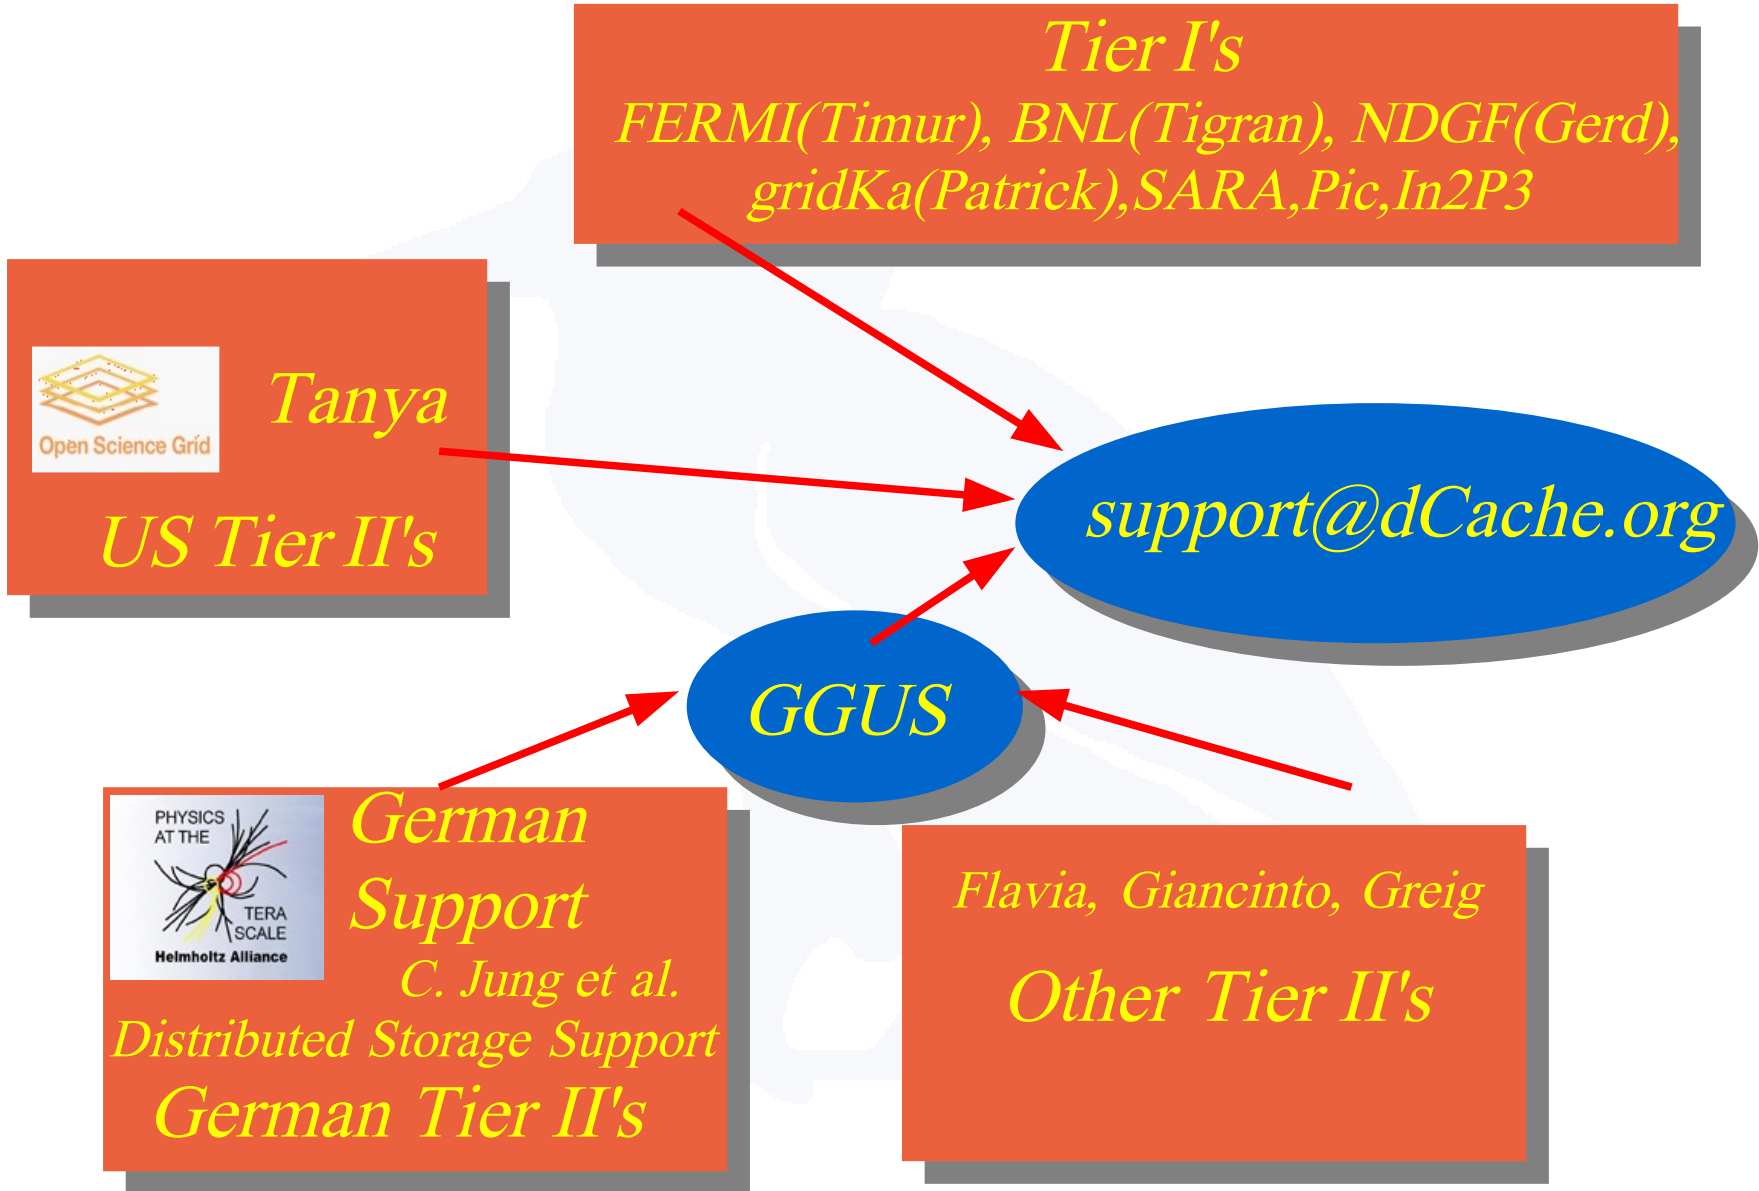 Tier I's
FERMI(Timur), BNL(Tigran), NDGF(Gerd),
gridKa(Patrick),SARA,Pic,In2P3
Open Science Grid
Tanya
US Tier II's
support@dCache.org
GGUS
PHYSICS
AT THE
TERA
SCALE
Helmholtz Alliance
German
Support
C. Jung et al.
Distributed Storage Support
German Tier II's
Flavia, Giancinto, Greig
Other Tier II's